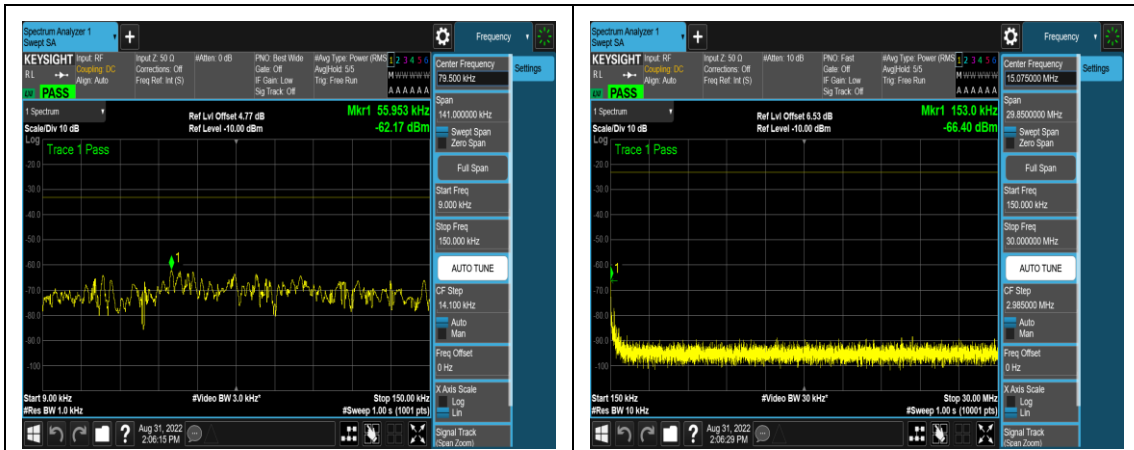 Spectrum Analyzer 1
Swept SA
Frequency
KEYSIGHT
Input: RF
Input Z: 50 Ω
#Atten: 0 dB
PNO: Best Wide
#Avg Type: Power (RMS
1 2 3 4 5 6
RL
Coupling: DC
Corrections: Off
Gate: Off
Avg|Hold: 5/5
M W W W W W
Align: Auto
Freq Ref: Int (S)
IF Gain: Low
Trig: Free Run
Sig Track: Off
A A A A A A
PASS
1 Spectrum
Ref Lvl Offset 4.77 dB
Mkr1 55.953 kHz
Scale/Div 10 dB
Ref Level -10.00 dBm
-62.17 dBm
Log
Trace 1 Pass
-20.0
-30.0
-40.0
-50.0
-60.0
-70.0
-80.0
-90.0
-100
1
Start 9.00 kHz
#Video BW 3.0 kHz*
Stop 150.00 kHz
#Res BW 1.0 kHz
#Sweep 1.00 s (1001 pts)
Center Frequency
79.500 kHz
Settings
Span
141.000000 kHz
Swept Span
Zero Span
Full Span
Start Freq
9.000 kHz
Stop Freq
150.000 kHz
AUTO TUNE
CF Step
14.100 kHz
Auto
Man
Freq Offset
0 Hz
X Axis Scale
Log
Lin
Signal Track
(Span Zoom)
?
Aug 31, 2022
2:06:15 PM
Spectrum Analyzer 1
Swept SA
Frequency
KEYSIGHT
Input: RF
Input Z: 50 Ω
#Atten: 10 dB
PNO: Fast
#Avg Type: Power (RMS
1 2 3 4 5 6
RL
Coupling: DC
Corrections: Off
Gate: Off
Avg|Hold: 5/5
M W W W W W
Align: Auto
Freq Ref: Int (S)
IF Gain: Low
Trig: Free Run
Sig Track: Off
A A A A A A
PASS
1 Spectrum
Ref Lvl Offset 6.53 dB
Mkr1 153.0 kHz
Scale/Div 10 dB
Ref Level -10.00 dBm
-66.40 dBm
Log
Trace 1 Pass
-20.0
-30.0
-40.0
-50.0
-60.0
-70.0
-80.0
-90.0
-100
1
Start 150 kHz
#Video BW 30 kHz*
Stop 30.00 MHz
#Res BW 10 kHz
#Sweep 1.00 s (10001 pts)
Center Frequency
15.075000 MHz
Settings
Span
29.8500000 MHz
Swept Span
Zero Span
Full Span
Start Freq
150.000 kHz
Stop Freq
30.000000 MHz
AUTO TUNE
CF Step
2.985000 MHz
Auto
Man
Freq Offset
0 Hz
X Axis Scale
Log
Lin
Signal Track
(Span Zoom)
?
Aug 31, 2022
2:06:29 PM